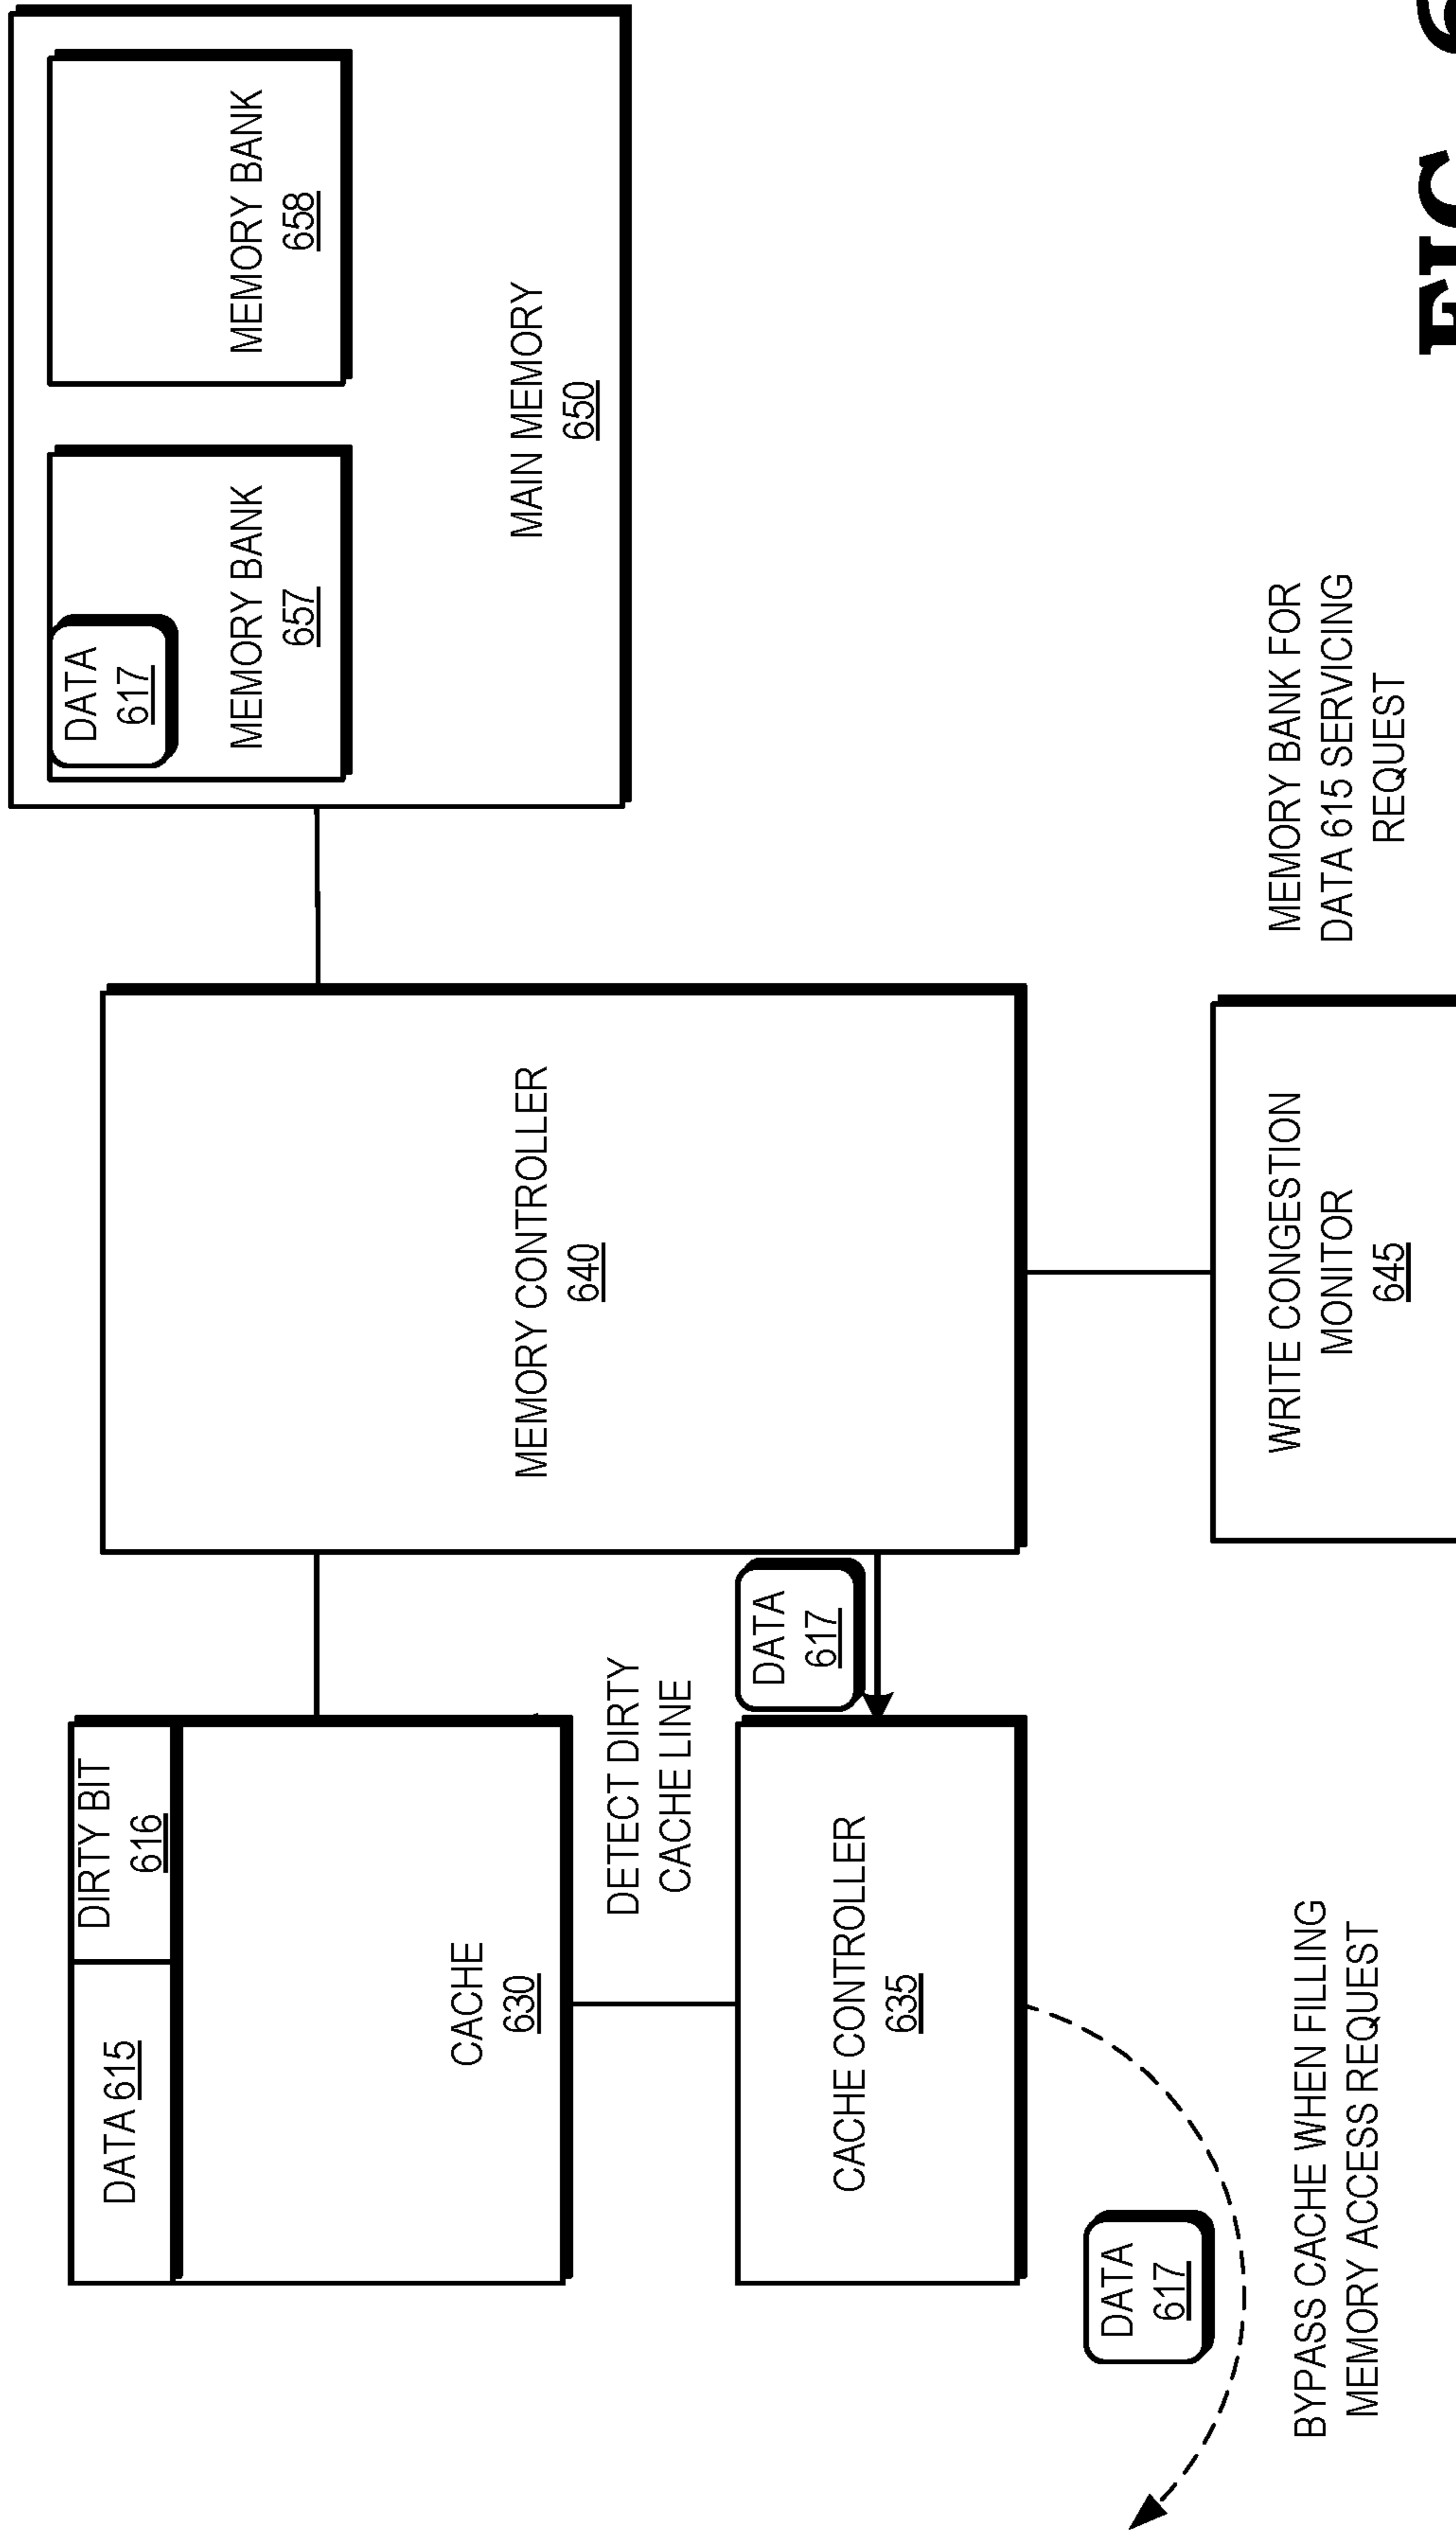 DATA 615
DIRTY BIT
616
CACHE
630
DETECT DIRTY
CACHE LINE
CACHE CONTROLLER
635
DATA
617
DATA
617
BYPASS CACHE WHEN FILLING
MEMORY ACCESS REQUEST
MEMORY CONTROLLER
640
WRITE CONGESTION
MONITOR
645
MEMORY BANK FOR
DATA 615 SERVICING
REQUEST
DATA
617
MEMORY BANK
657
MEMORY BANK
658
MAIN MEMORY
650